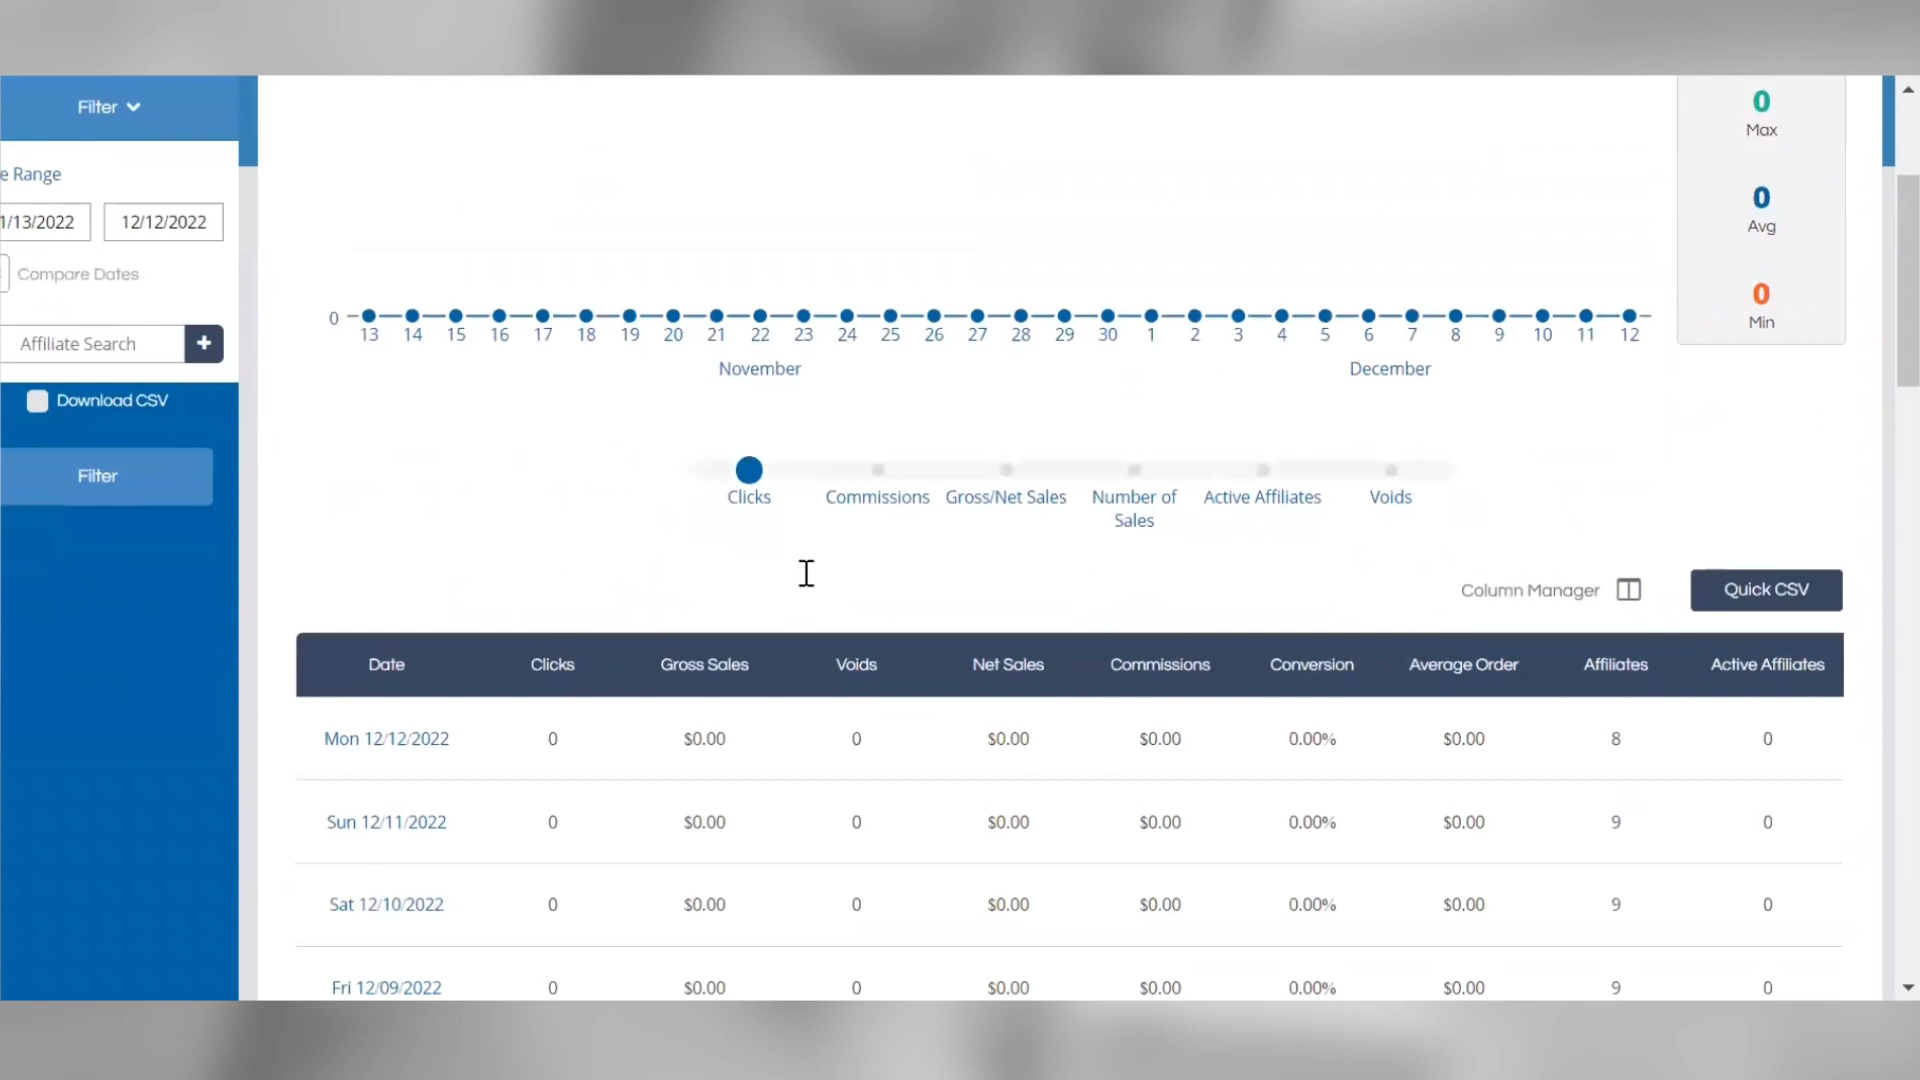 Filter
e Range
1/13/2022 12/12/2022
Compare Dates
Affiliate Search +
Download CSV
Filter
0
Max
0
Avg
0
Min
0
13 14 15 16 17 18 19 20 21 22 23 24 25 26 27 28 29 30 1 2 3 4 5 6 7 8 9 10 11 12
November December
Clicks Commissions Gross/Net Sales Number of Sales Active Affiliates Voids
Column Manager Quick CSV
Date Clicks Gross Sales Voids Net Sales Commissions Conversion Average Order Affiliates Active Affiliates
Mon 12/12/2022 0 $0.00 0 $0.00 $0.00 0.00% $0.00 8 0
Sun 12/11/2022 0 $0.00 0 $0.00 $0.00 0.00% $0.00 9 0
Sat 12/10/2022 0 $0.00 0 $0.00 $0.00 0.00% $0.00 9 0
Fri 12/09/2022 0 $0.00 0 $0.00 $0.00 0.00% $0.00 9 0